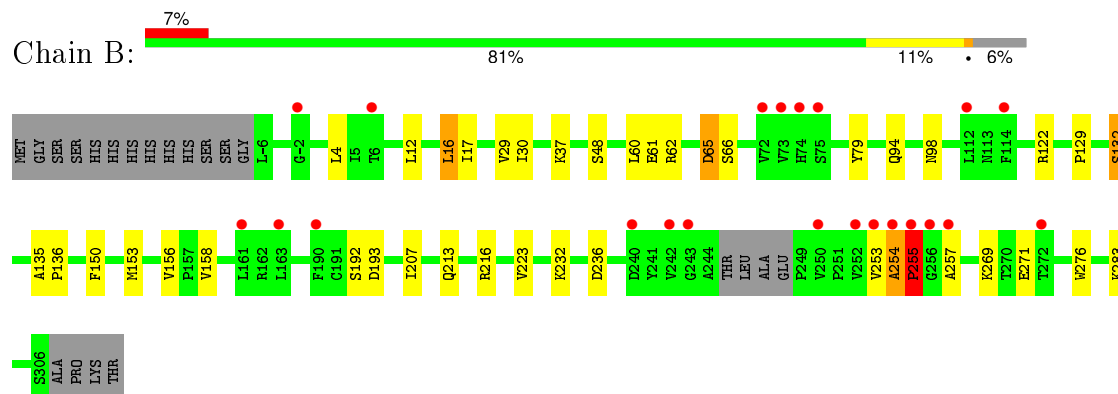 7%
Chain B:
81% 11% • 6%
MET GLY SER SER HIS HIS HIS HIS HIS HIS SER SER GLY L-6 G-2 L4 I5 T6 L12 L16 I17 V29 I30 K37 S48 L60 E61 R62 D65 S66 V72 V73 H74 S75 Y79 Q94 N98 L112 N113 F114 R122 P129 S132
A135 P136 F150 M153 V156 P157 V158 L161 R162 L163 F190 C191 S192 D193 I207 Q213 R216 V223 K232 D236 D240 Y241 V242 G243 A244 THR LEU ALA GLU P249 V250 P251 V252 V253 A254 P255 G256 A257 K269 T270 E271 T272 W276
S306 ALA PRO LYS THR